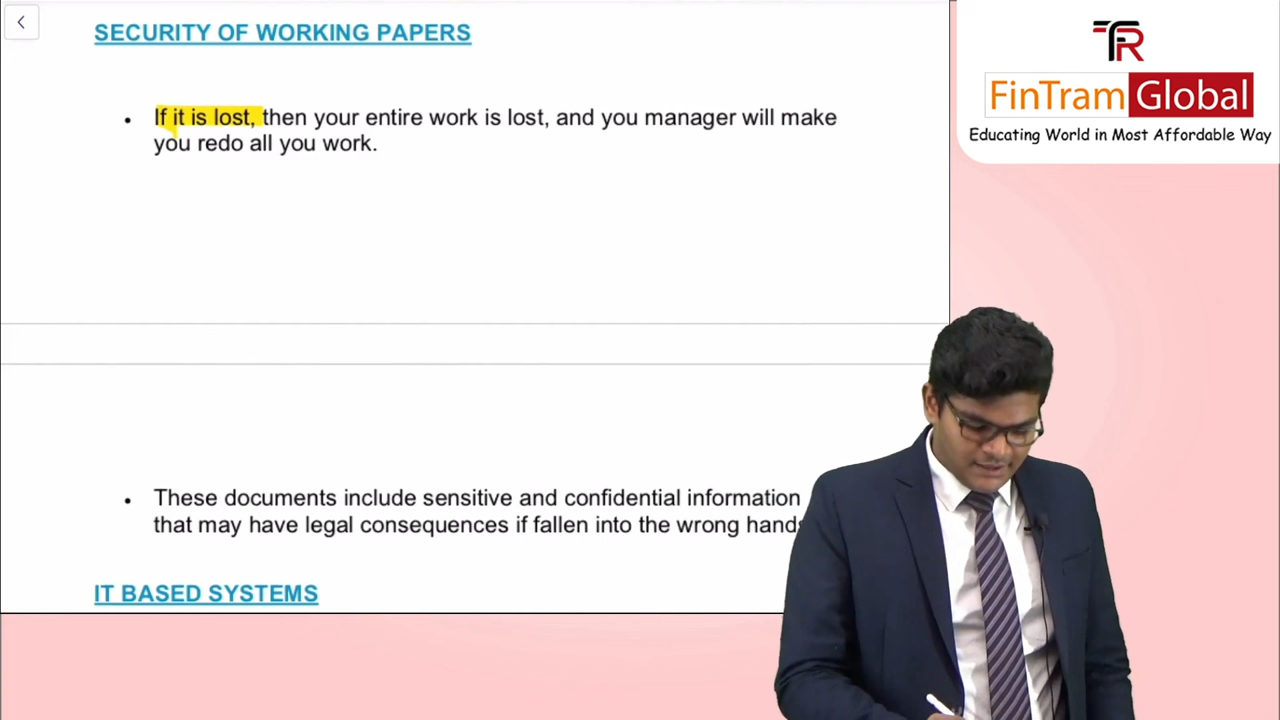 SECURITY OF WORKING PAPERS
• If it is lost, then your entire work is lost, and you manager will make
you redo all you work.
• These documents include sensitive and confidential information
that may have legal consequences if fallen into the wrong hands
IT BASED SYSTEMS
TR
FinTram Global
Educating World in Most Affordable Way